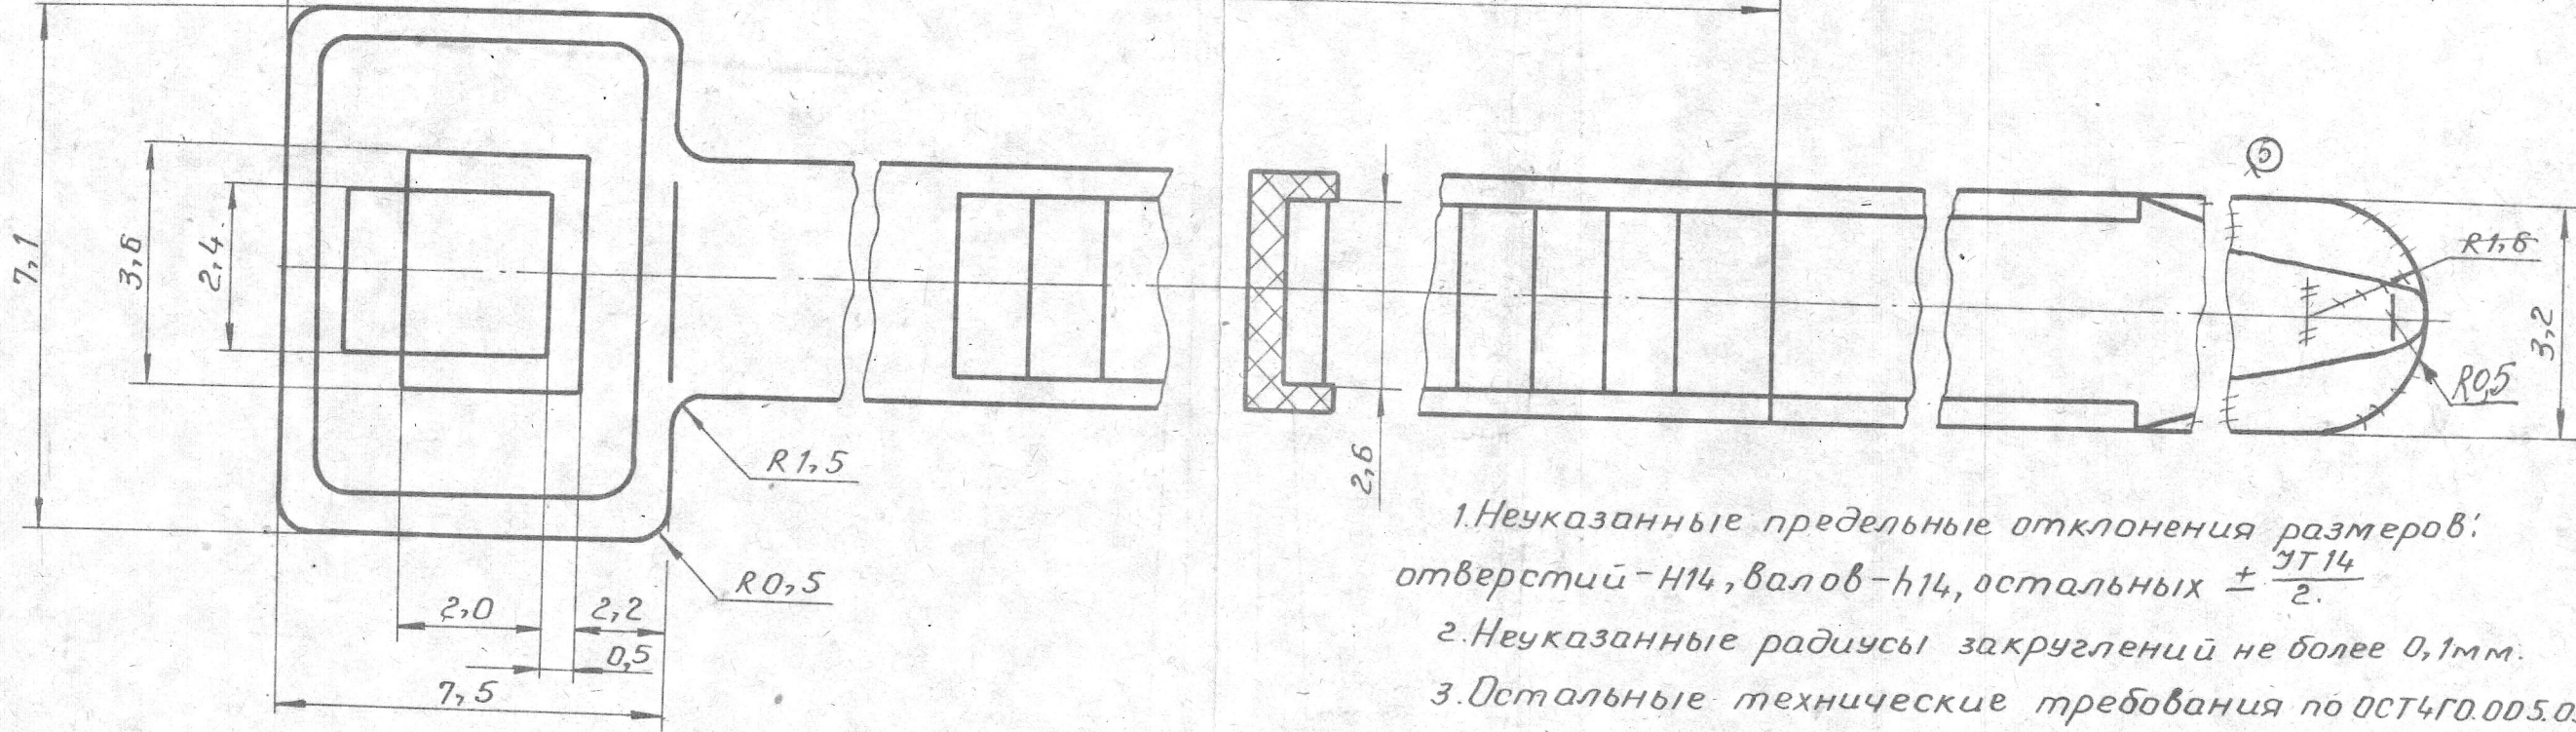 5
7,1
3,6
2,4
R1,6
3,2
R0,5
2,6
R1,5
R0,5
2,0
2,2
0,5
7,5
1.Неуказанные предельные отклонения размеров:
отверстий-H14, валов-h14, остальных ± JT14/2.
2.Неуказанные радиусы закруглений не более 0,1мм.
3.Остальные технические требования по ОСТ4ГО.005.0